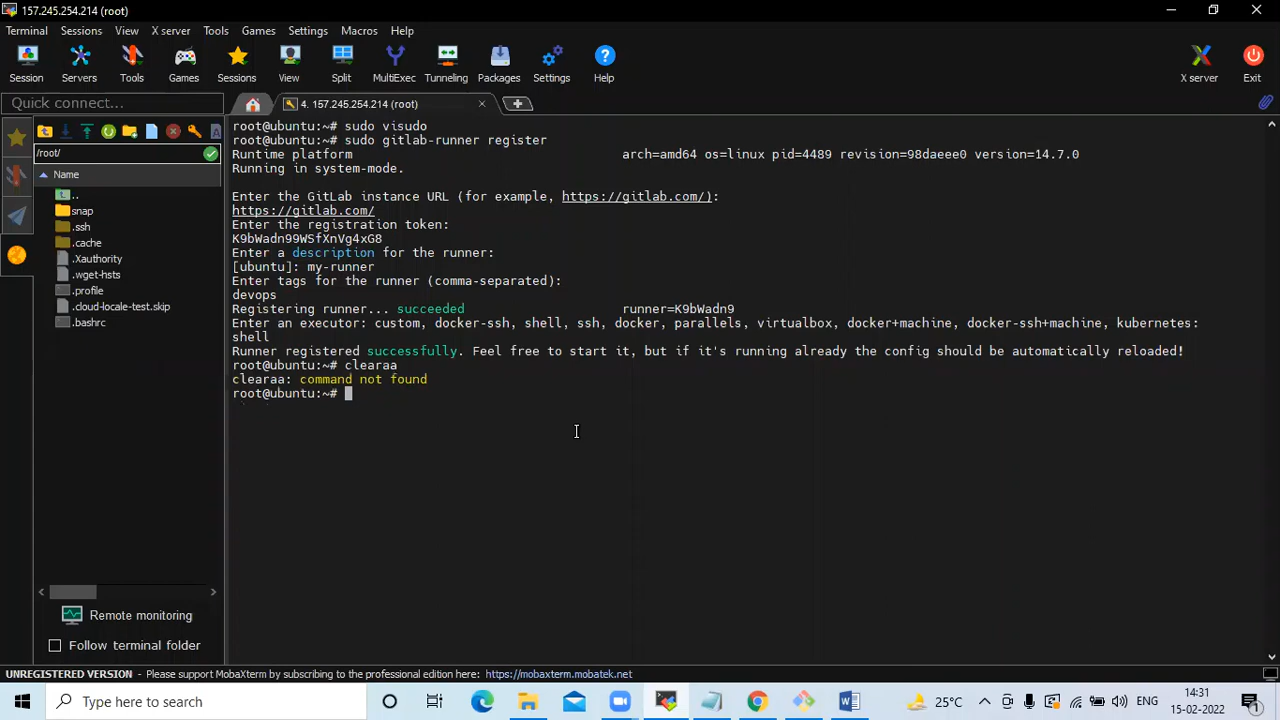 157.245.254.214 (root)
Terminal Sessions View X server Tools Games Settings Macros Help
Session Servers Tools Games Sessions View Split MultiExec Tunneling Packages Settings Help X server Exit
Quick connect...
4. 157.245.254.214 (root)
/root/
Name
..
snap
.ssh
.cache
.Xauthority
.wget-hsts
.profile
.cloud-locale-test.skip
.bashrc
Remote monitoring
Follow terminal folder
root@ubuntu:~# sudo visudo
root@ubuntu:~# sudo gitlab-runner register
Runtime platform arch=amd64 os=linux pid=4489 revision=98daeee0 version=14.7.0
Running in system-mode.
Enter the GitLab instance URL (for example, https://gitlab.com/):
https://gitlab.com/
Enter the registration token:
K9bWadn99WSfXnVg4xG8
Enter a description for the runner:
[ubuntu]: my-runner
Enter tags for the runner (comma-separated):
devops
Registering runner... succeeded runner=K9bWadn9
Enter an executor: custom, docker-ssh, shell, ssh, docker, parallels, virtualbox, docker+machine, docker-ssh+machine, kubernetes:
shell
Runner registered successfully. Feel free to start it, but if it's running already the config should be automatically reloaded!
root@ubuntu:~# clearaa
clearaa: command not found
root@ubuntu:~#
UNREGISTERED VERSION - Please support MobaXterm by subscribing to the professional edition here: https://mobaxterm.mobatek.net
Type here to search
25°C
ENG
14:31
15-02-2022
1